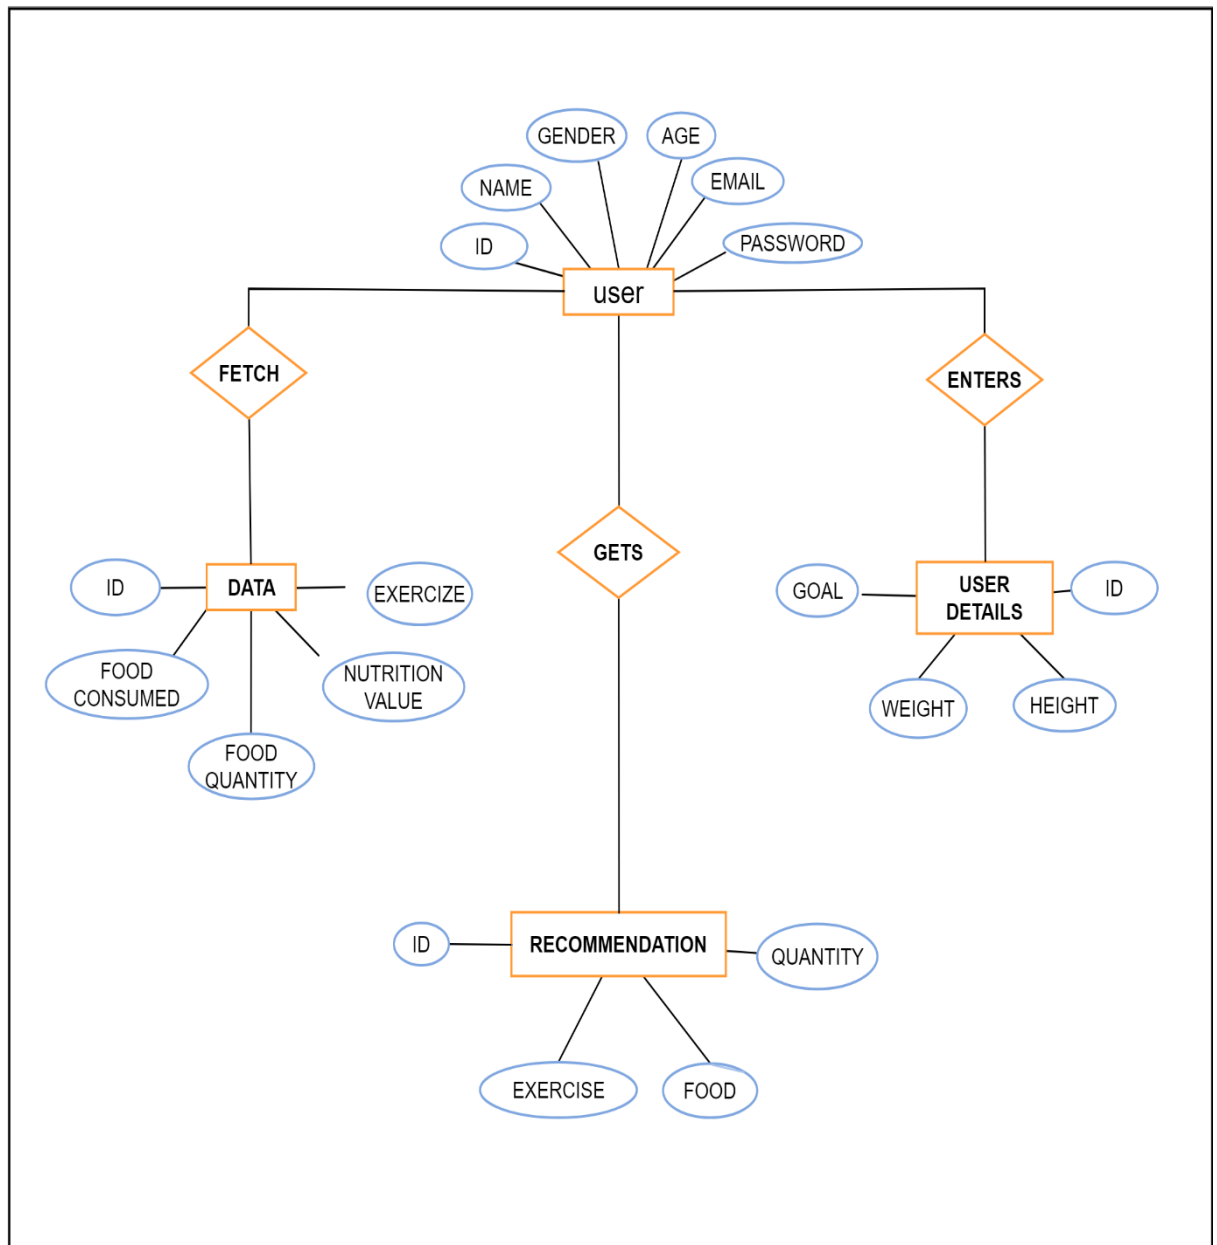 GENDER
AGE
NAME
EMAIL
ID
PASSWORD
user
FETCH
ENTERS
GETS
ID
DATA
EXERCIZE
FOOD
CONSUMED
NUTRITION
VALUE
FOOD
QUANTITY
GOAL
USER
DETAILS
ID
WEIGHT
HEIGHT
ID
RECOMMENDATION
QUANTITY
EXERCISE
FOOD